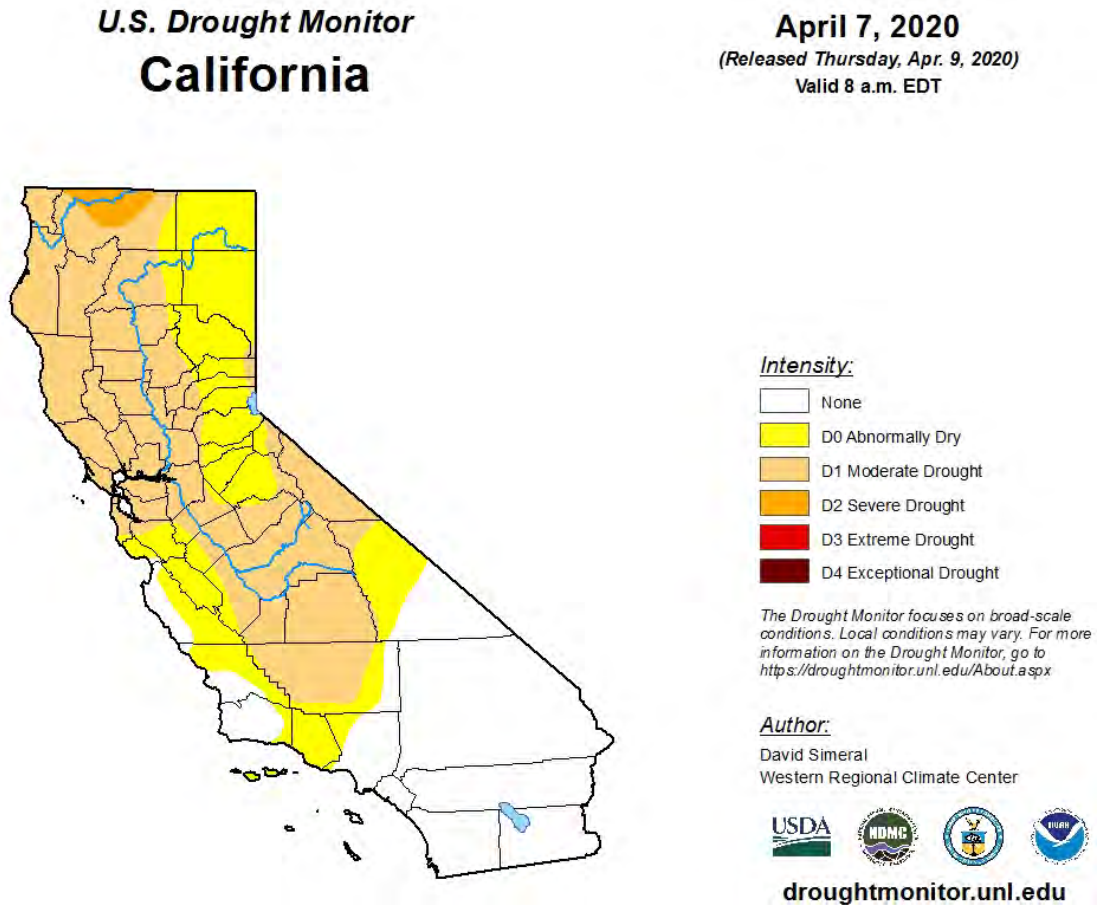 U.S. Drought Monitor
California
April 7, 2020
(Released Thursday, Apr. 9, 2020)
Valid 8 a.m. EDT
Intensity:
None
D0 Abnormally Dry
D1 Moderate Drought
D2 Severe Drought
D3 Extreme Drought
D4 Exceptional Drought
The Drought Monitor focuses on broad-scale
conditions. Local conditions may vary. For more
information on the Drought Monitor, go to
https://droughtmonitor.unl.edu/About.aspx
Author:
David Simeral
Western Regional Climate Center
USDA
NDMC
NOAA
droughtmonitor.unl.edu